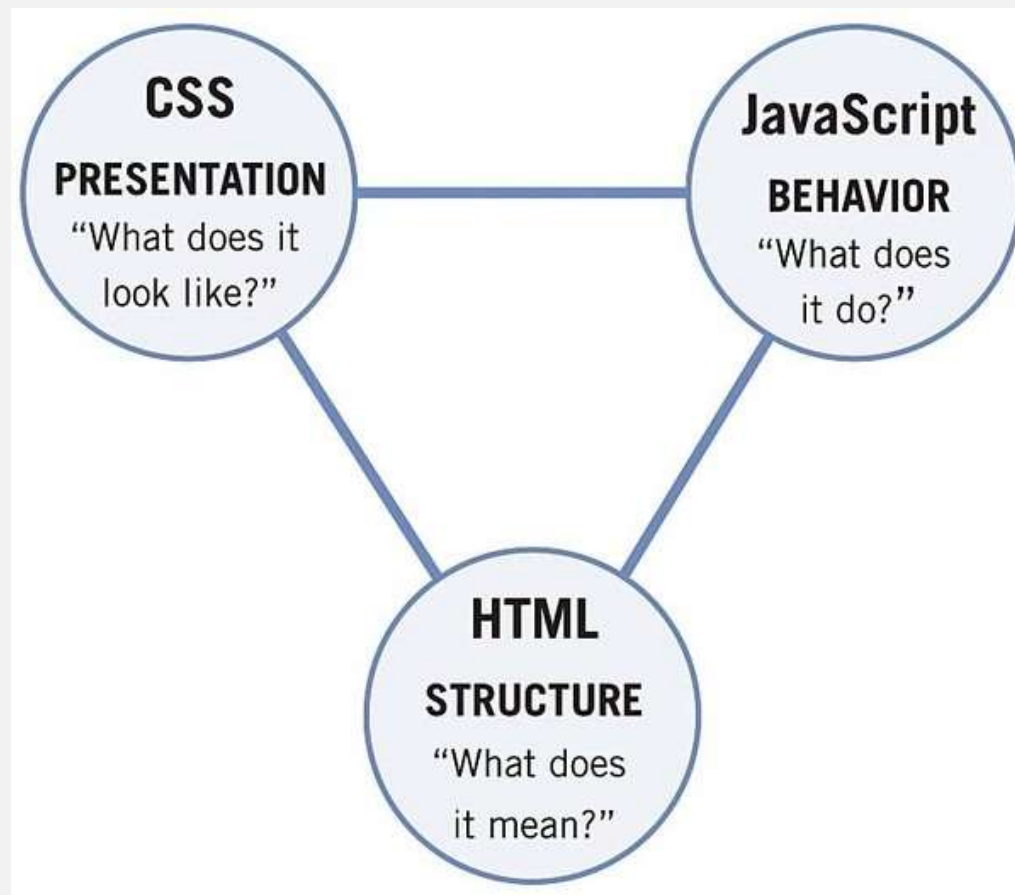 CSS
PRESENTATION
“What does it
look like?”
JavaScript
BEHAVIOR
“What does
it do?”
HTML
STRUCTURE
“What does
it mean?”